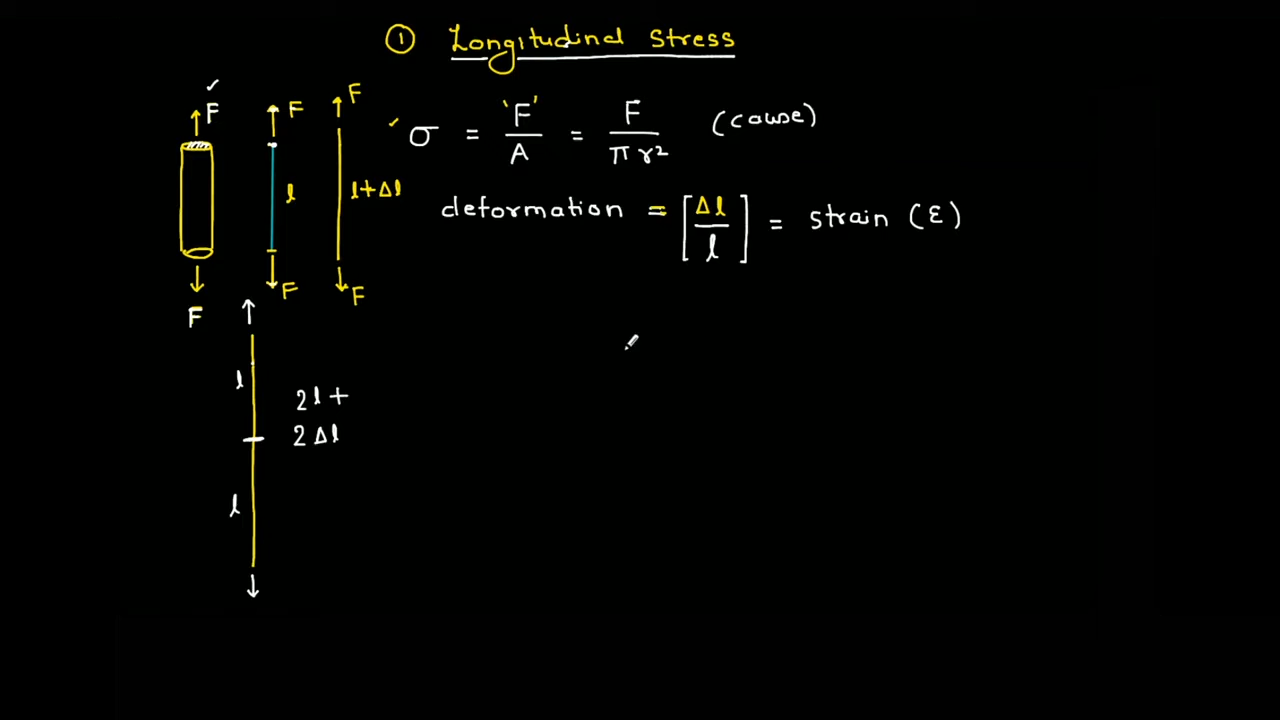 ① Longitudinal Stress
F
F
F
✓ σ = 'F'/A = F/πr² (cause)
l
l+Δl
deformation = [Δl/l] = strain (ε)
F
F
F
l
2l +
2Δl
l